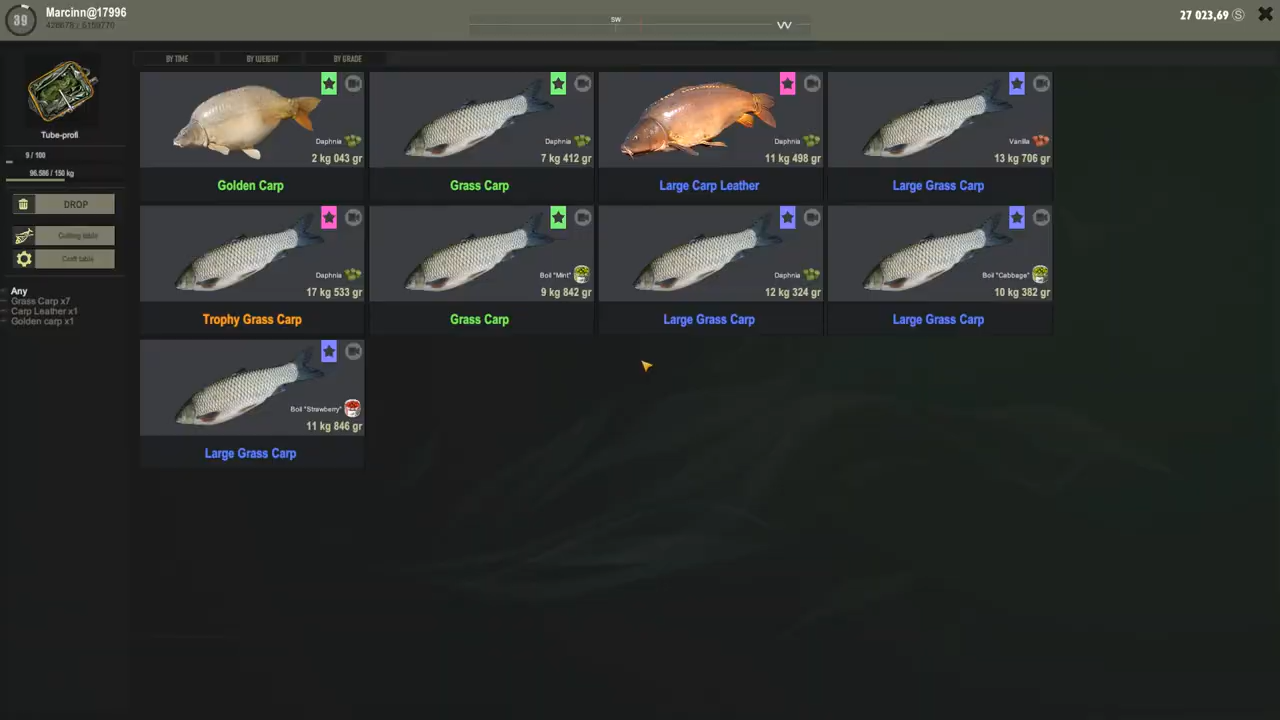 39
Marcinn@17996
SW
27 023,69
BY TIME
BY WEIGHT
BY GRADE
Tube-profi
9 / 100
96.586 / 150 kg
DROP
Cutting table
Craft table
Any
Grass Carp x7
Carp Leather x1
Golden carp x1
Daphnia
2 kg 043 gr
Golden Carp
Daphnia
7 kg 412 gr
Grass Carp
Daphnia
11 kg 498 gr
Large Carp Leather
Vanilla
13 kg 706 gr
Large Grass Carp
Daphnia
17 kg 533 gr
Trophy Grass Carp
Boil "Mint"
9 kg 842 gr
Grass Carp
Daphnia
12 kg 324 gr
Large Grass Carp
Boil "Cabbage"
10 kg 382 gr
Large Grass Carp
Boil "Strawberry"
11 kg 846 gr
Large Grass Carp